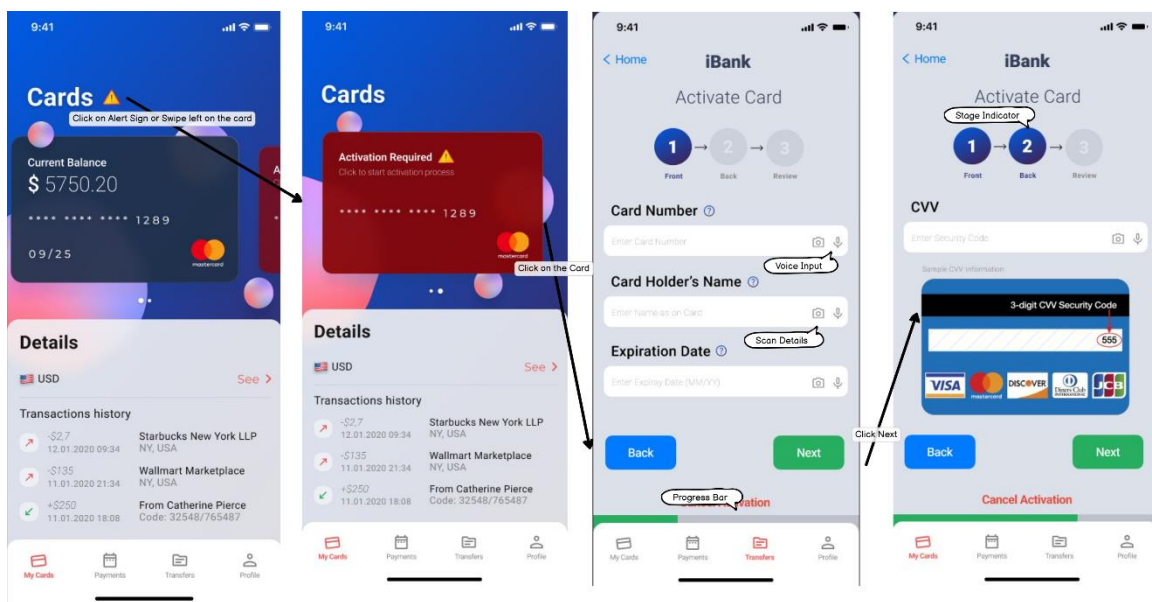 9:41
Cards
Click on Alert Sign or Swipe left on the card
Current Balance
$ 5750.20
**** **** **** 1289
09/25
mastercard
A
Details
USD
See >
Transactions history
-$2,7
12.01.2020 09:34
Starbucks New York LLP
NY, USA
-$135
11.01.2020 21:34
Wallmart Marketplace
NY, USA
+$250
11.01.2020 18:08
From Catherine Pierce
Code: 32548/765487
My Cards
Payments
Transfers
Profile
9:41
Cards
Activation Required
Click to start activation process
**** **** **** 1289
mastercard
Click on the Card
Details
USD
See >
Transactions history
-$2,7
12.01.2020 09:34
Starbucks New York LLP
NY, USA
-$135
11.01.2020 21:34
Wallmart Marketplace
NY, USA
+$250
11.01.2020 18:08
From Catherine Pierce
Code: 32548/765487
My Cards
Payments
Transfers
Profile
9:41
< Home
iBank
Activate Card
1 → 2 → 3
Front
Back
Review
Card Number ?
Enter Card Number
Voice Input
Card Holder's Name ?
Enter Name as on Card
Scan Details
Expiration Date ?
Enter Expiray Date (MM/YY)
Back
Next
Progress Bar
My Cards
Payments
Transfers
Profile
Click Next
9:41
< Home
iBank
Activate Card
Stage Indicator
1 → 2 → 3
Front
Back
Review
CVV
Enter Security Code
Sample CVV Information
3-digit CVV Security Code
555
VISA
mastercard
DISCOVER
Diners Club
INTERNATIONAL
JCB
Back
Next
Cancel Activation
My Cards
Payments
Transfers
Profile